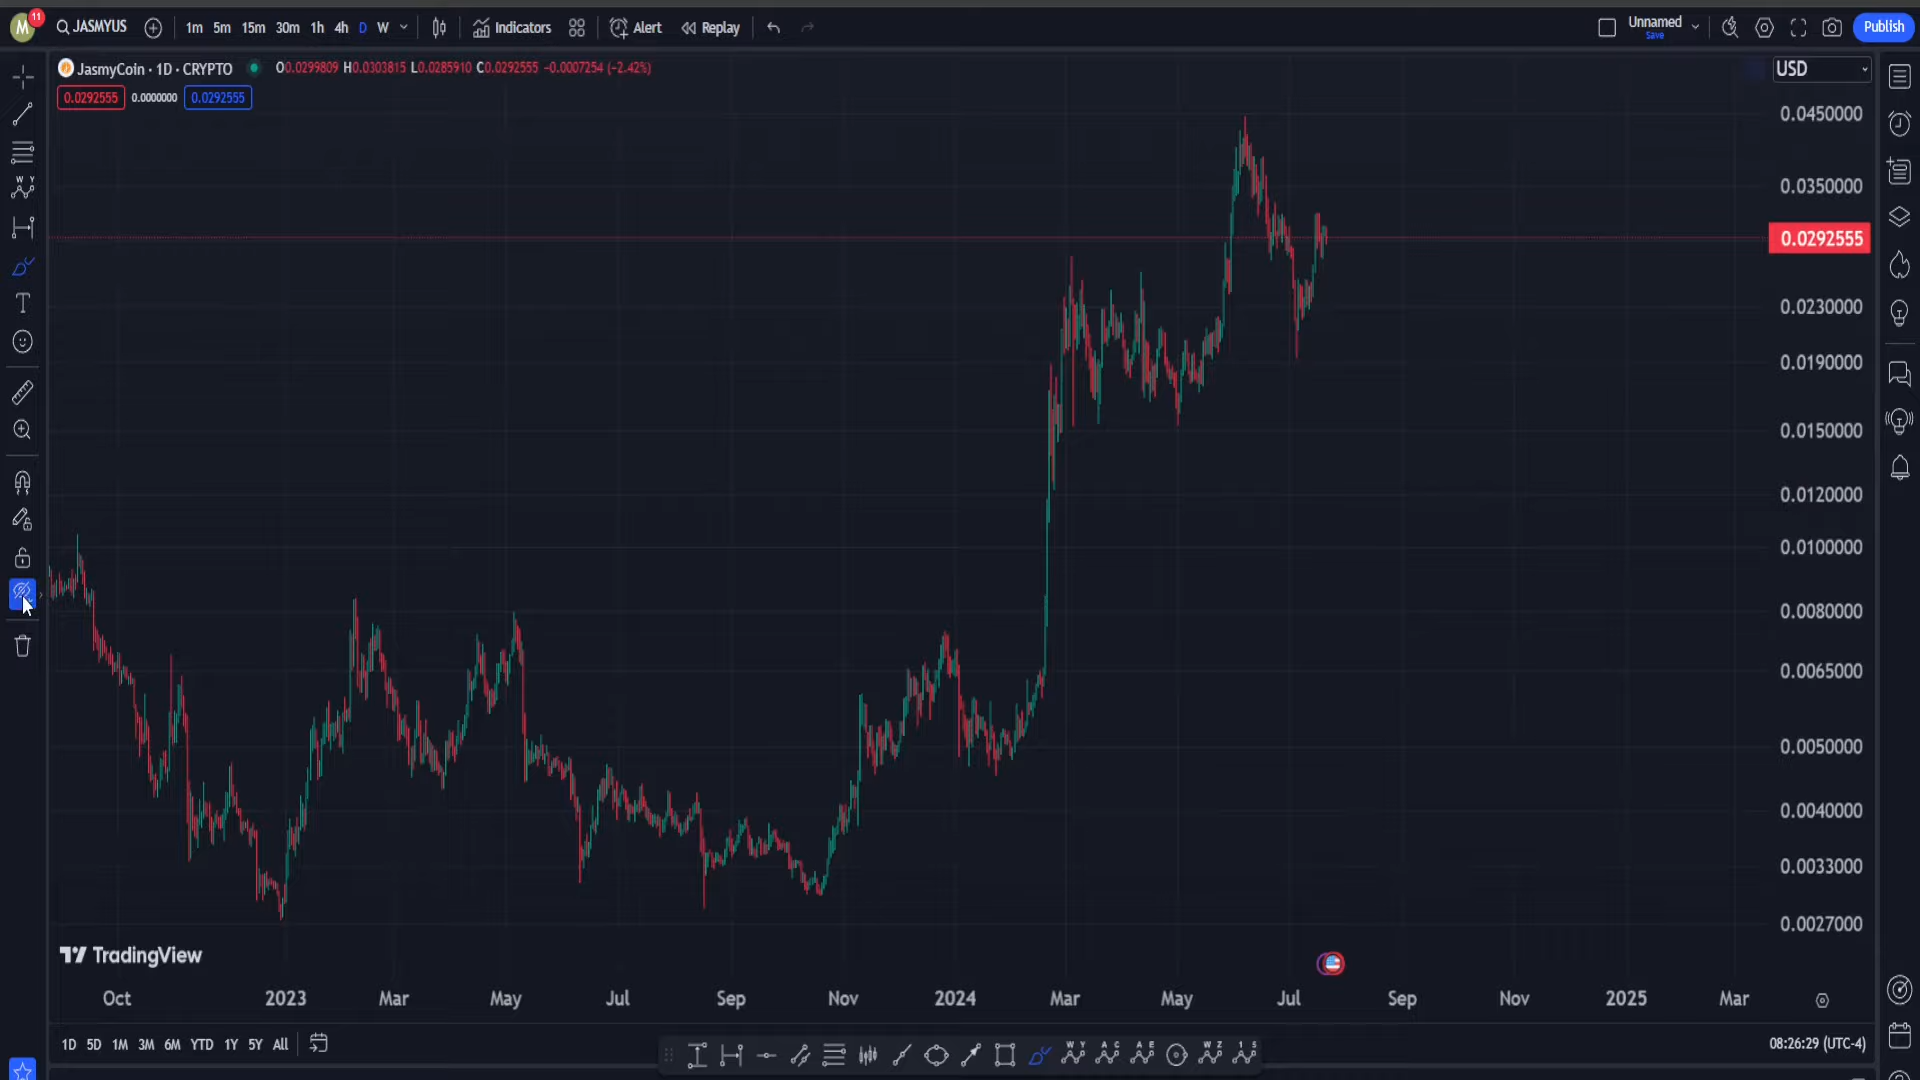 M 11 JASMYUS 1m 5m 15m 30m 1h 4h D W Indicators Alert Replay Unnamed Save Publish
JasmyCoin · 1D · CRYPTO O0.0299809 H0.0303815 L0.0285910 C0.0292555 -0.0007254 (-2.42%) USD
0.0292555 0.0000000 0.0292555
0.0450000
0.0350000
0.0292555
0.0230000
0.0190000
0.0150000
0.0120000
0.0100000
0.0080000
0.0065000
0.0050000
0.0040000
0.0033000
0.0027000
TradingView
Oct 2023 Mar May Jul Sep Nov 2024 Mar May Jul Sep Nov 2025 Mar
1D 5D 1M 3M 6M YTD 1Y 5Y All 08:26:29 (UTC-4)